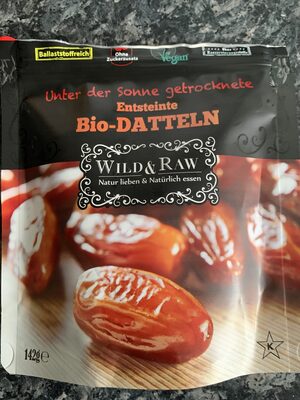 Ballaststoffreich
Ohne
Zuckerzusatz
Vegan
Unter der Sonne getrocknete
Entsteinte
Bio-DATTELN
WILD & RAW
Natur lieben & Natürlich essen
142g e
K